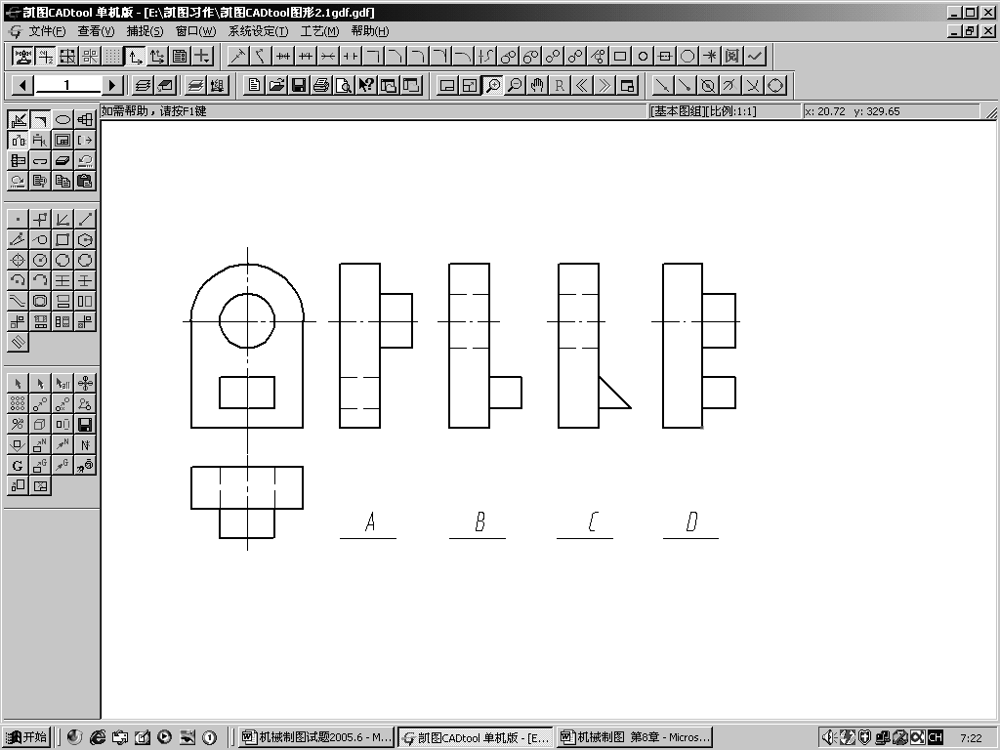 凯图CADtool 单机版 - [E:\凯图习作\凯图CADtool图形2.1gdf.gdf]
文件(F) 查看(V) 捕捉(S) 窗口(W) 系统设定(T) 工艺(M) 帮助(H)
阅
1
R
如需帮助，请按F1键 [基本图组][比例:1:1] x: 20.72 y: 329.65
all
N N
G G G
A B C D
开始 机械制图试题2005.6 - M... 凯图CADtool 单机版 - [E... 机械制图 第8章 - Micros... CH 7:22